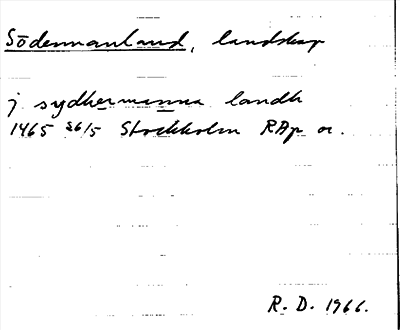 Södermanland, landskap
j sydhermanna landh
1465 26/5 Stockholm RAp or.
R. D. 1966.